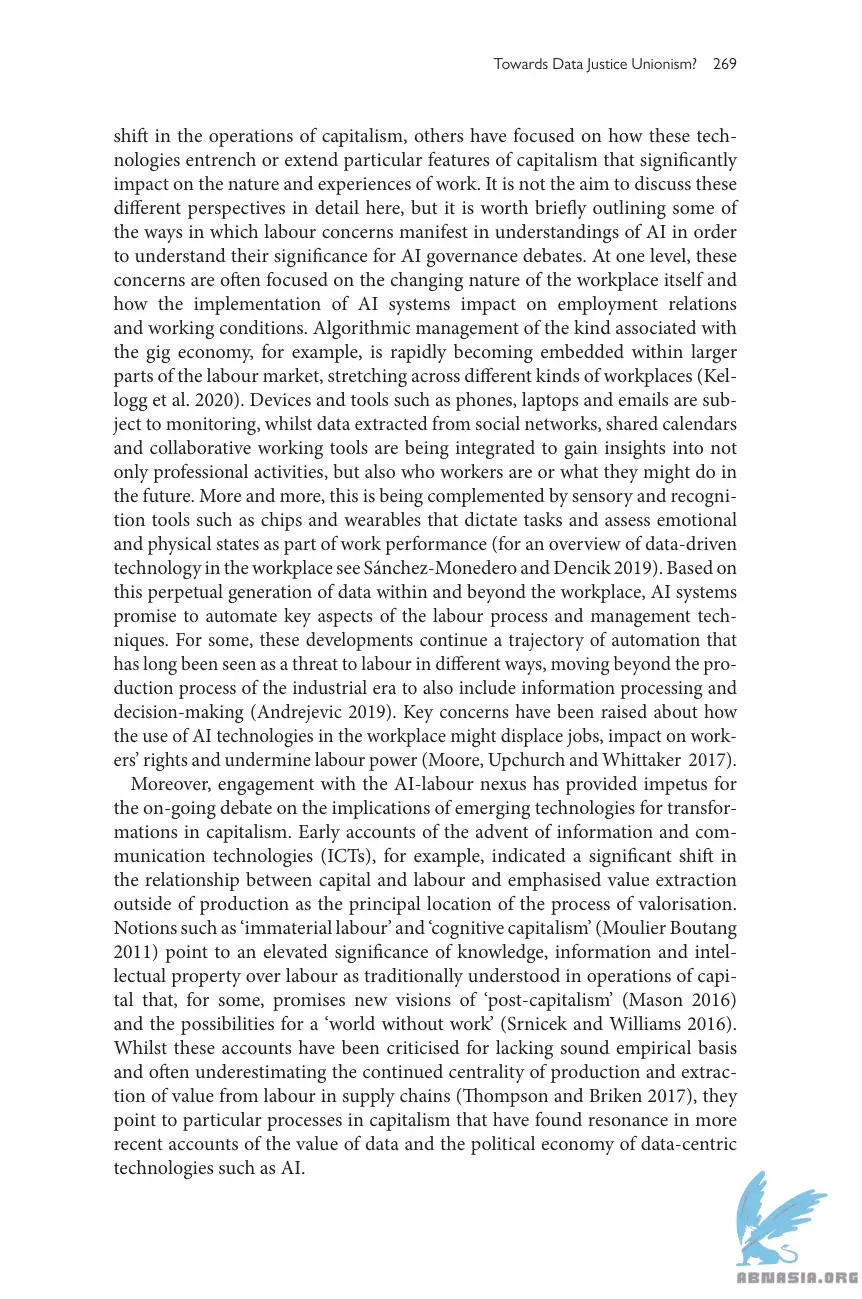 Towards Data Justice Unionism? 269
shift in the operations of capitalism, others have focused on how these tech-
nologies entrench or extend particular features of capitalism that significantly
impact on the nature and experiences of work. It is not the aim to discuss these
different perspectives in detail here, but it is worth briefly outlining some of
the ways in which labour concerns manifest in understandings of AI in order
to understand their significance for AI governance debates. At one level, these
concerns are often focused on the changing nature of the workplace itself and
how the implementation of AI systems impact on employment relations
and working conditions. Algorithmic management of the kind associated with
the gig economy, for example, is rapidly becoming embedded within larger
parts of the labour market, stretching across different kinds of workplaces (Kel-
logg et al. 2020). Devices and tools such as phones, laptops and emails are sub-
ject to monitoring, whilst data extracted from social networks, shared calendars
and collaborative working tools are being integrated to gain insights into not
only professional activities, but also who workers are or what they might do in
the future. More and more, this is being complemented by sensory and recogni-
tion tools such as chips and wearables that dictate tasks and assess emotional
and physical states as part of work performance (for an overview of data-driven
technology in the workplace see Sánchez-Monedero and Dencik 2019). Based on
this perpetual generation of data within and beyond the workplace, AI systems
promise to automate key aspects of the labour process and management tech-
niques. For some, these developments continue a trajectory of automation that
has long been seen as a threat to labour in different ways, moving beyond the pro-
duction process of the industrial era to also include information processing and
decision-making (Andrejevic 2019). Key concerns have been raised about how
the use of AI technologies in the workplace might displace jobs, impact on work-
ers’ rights and undermine labour power (Moore, Upchurch and Whittaker 2017).
Moreover, engagement with the AI-labour nexus has provided impetus for
the on-going debate on the implications of emerging technologies for transfor-
mations in capitalism. Early accounts of the advent of information and com-
munication technologies (ICTs), for example, indicated a significant shift in
the relationship between capital and labour and emphasised value extraction
outside of production as the principal location of the process of valorisation.
Notions such as ‘immaterial labour’ and ‘cognitive capitalism’ (Moulier Boutang
2011) point to an elevated significance of knowledge, information and intel-
lectual property over labour as traditionally understood in operations of capi-
tal that, for some, promises new visions of ‘post-capitalism’ (Mason 2016)
and the possibilities for a ‘world without work’ (Srnicek and Williams 2016).
Whilst these accounts have been criticised for lacking sound empirical basis
and often underestimating the continued centrality of production and extrac-
tion of value from labour in supply chains (Thompson and Briken 2017), they
point to particular processes in capitalism that have found resonance in more
recent accounts of the value of data and the political economy of data-centric
technologies such as AI.
ABNASIA.ORG